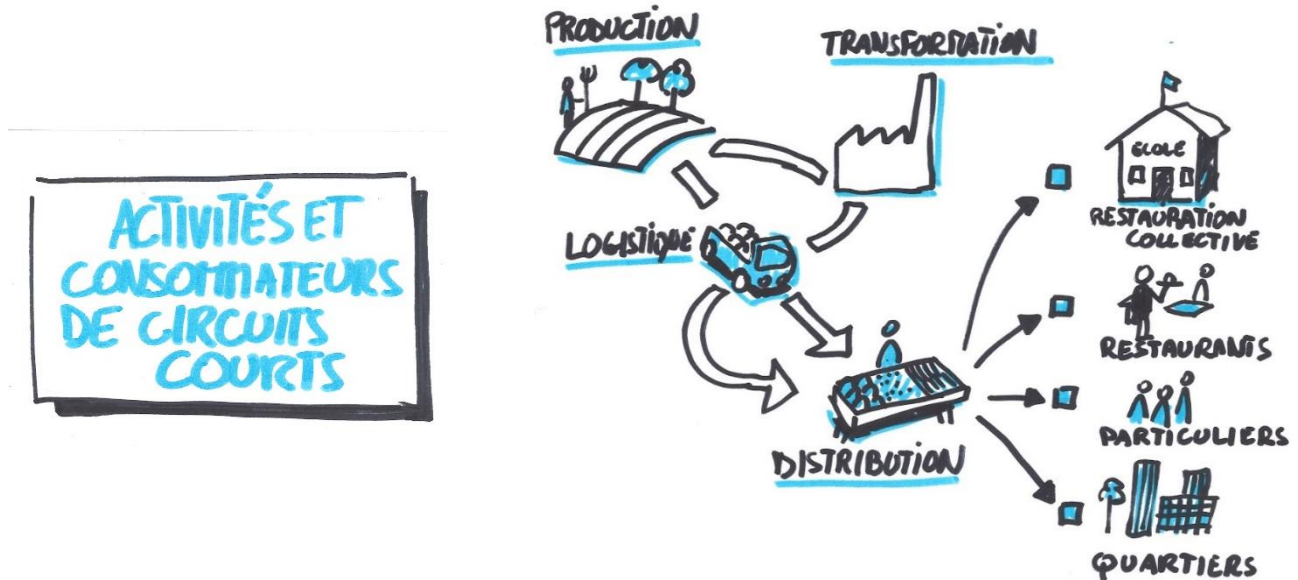 ACTIVITÉS ET
CONSOMMATEURS
DE CIRCUITS
COURTS
PRODUCTION
TRANSFORMATION
LOGISTIQUE
DISTRIBUTION
ECOLE
RESTAURATION
COLLECTIVE
RESTAURANTS
PARTICULIERS
QUARTIERS